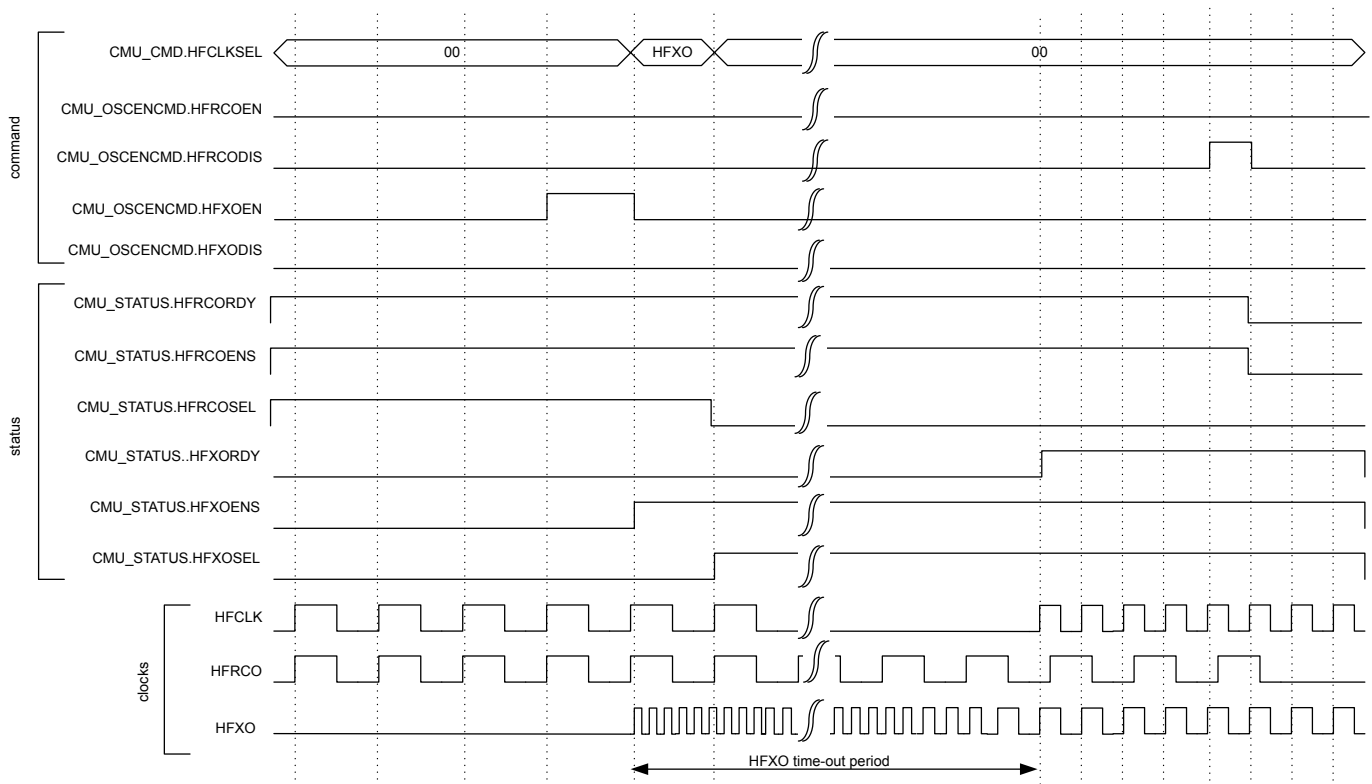 CMU_CMD.HFCLKSEL
00
HFXO
00
CMU_OSCENCMD.HFRCOEN
CMU_OSCENCMD.HFRCODIS
CMU_OSCENCMD.HFXOEN
CMU_OSCENCMD.HFXODIS
command
CMU_STATUS.HFRCORDY
CMU_STATUS.HFRCOENS
CMU_STATUS.HFRCOSEL
CMU_STATUS..HFXORDY
CMU_STATUS.HFXOENS
CMU_STATUS.HFXOSEL
status
HFCLK
HFRCO
HFXO
clocks
HFXO time-out period